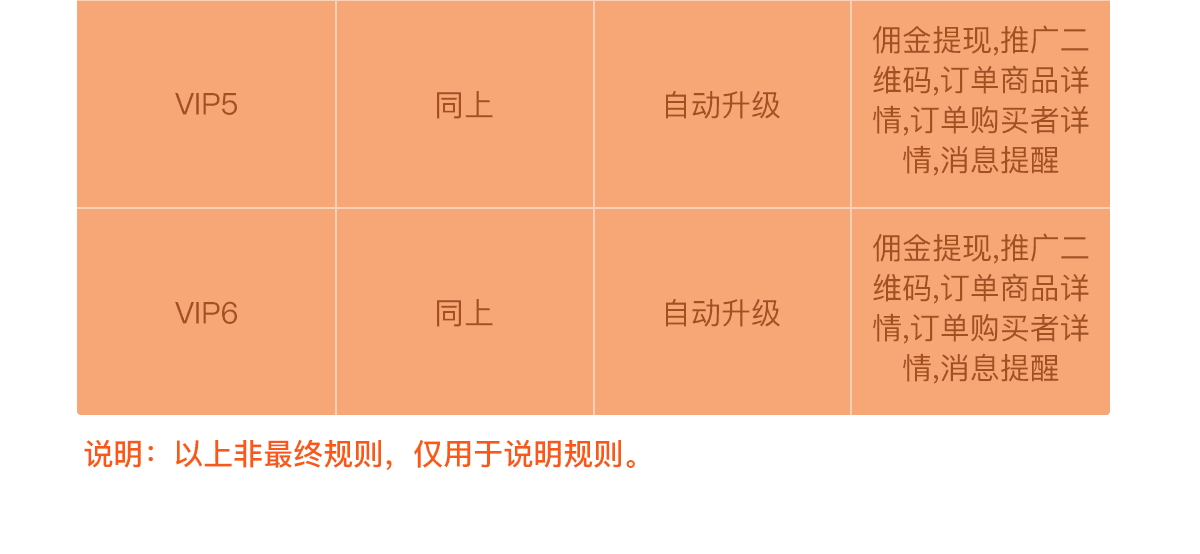 VIP5
同上
自动升级
佣金提现,推广二
维码,订单商品详
情,订单购买者详
情,消息提醒
VIP6
同上
自动升级
佣金提现,推广二
维码,订单商品详
情,订单购买者详
情,消息提醒
说明：以上非最终规则，仅用于说明规则。